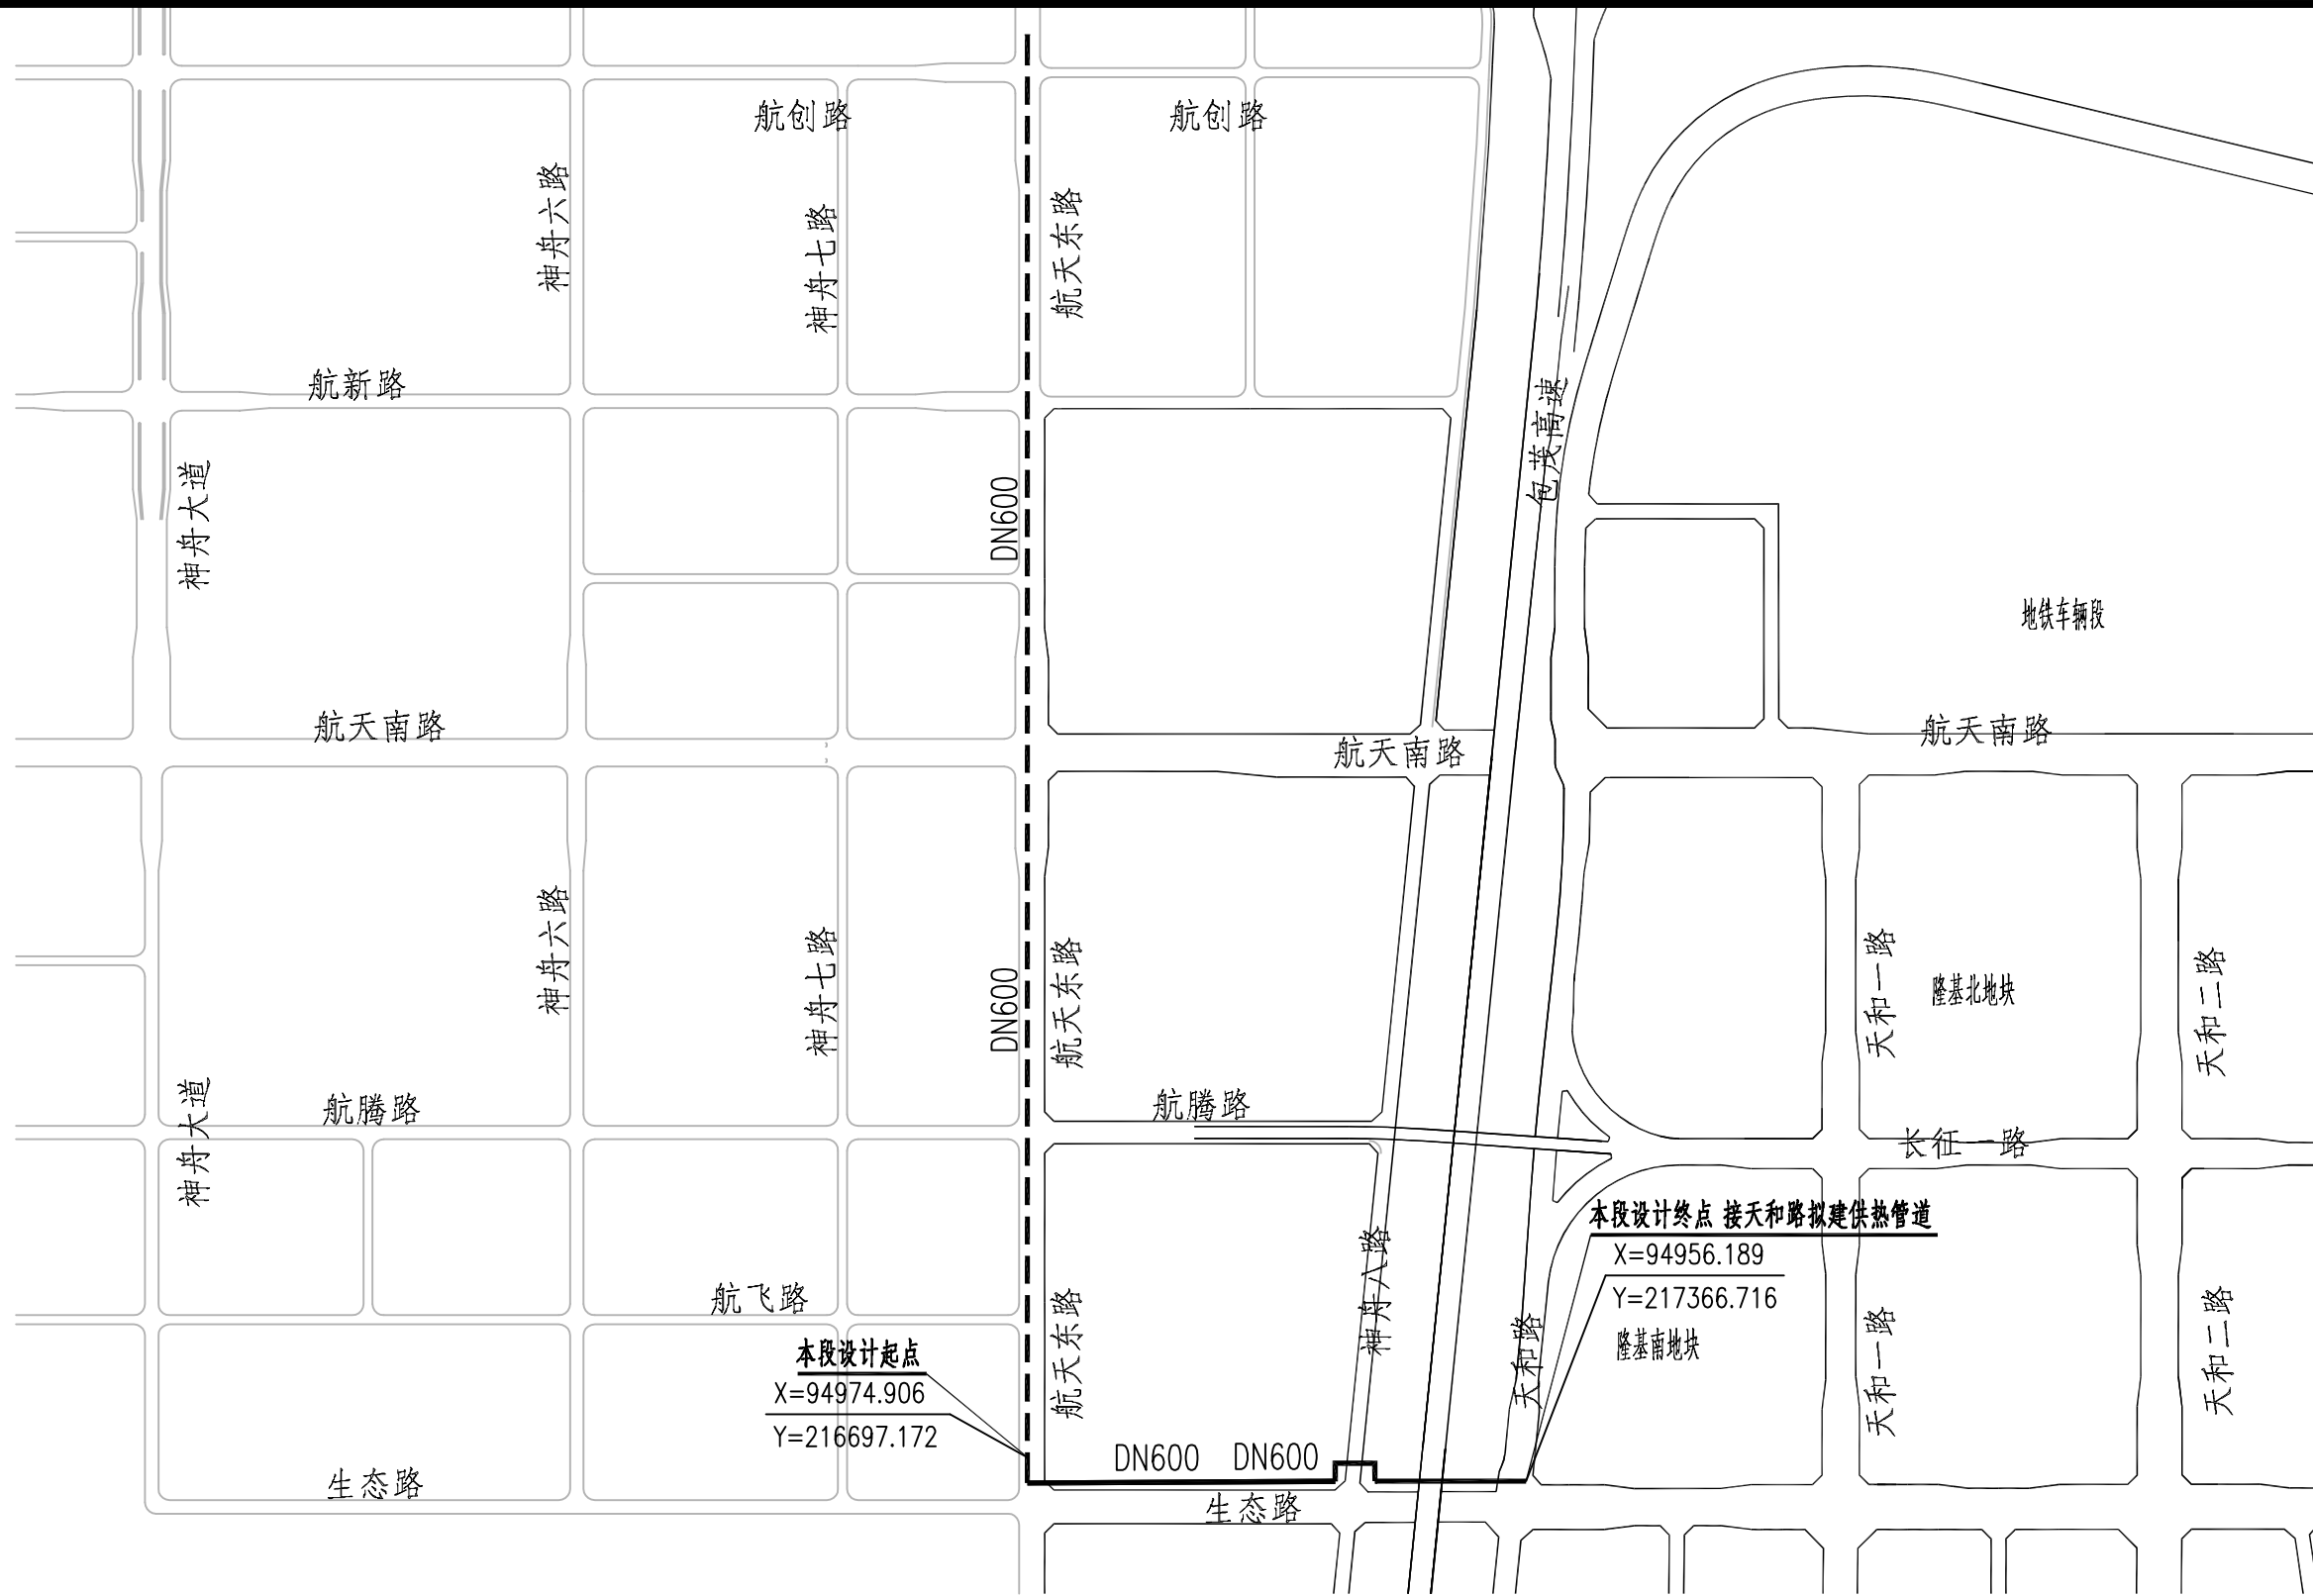 航创路
航创路
神舟六路
神舟七路
航天东路
航新路
包茂高速
神舟大道
DN600
地铁车辆段
航天南路
航天南路
航天南路
神舟六路
神舟七路
DN600
航天东路
天和一路
隆基北地块
天和二路
神舟大道
航腾路
航腾路
长征一路
本段设计终点 接天和路拟建供热管道
X=94956.189
Y=217366.716
隆基南地块
神舟八路
航飞路
航天东路
天和路
天和一路
天和二路
本段设计起点
X=94974.906
Y=216697.172
DN600
DN600
生态路
生态路